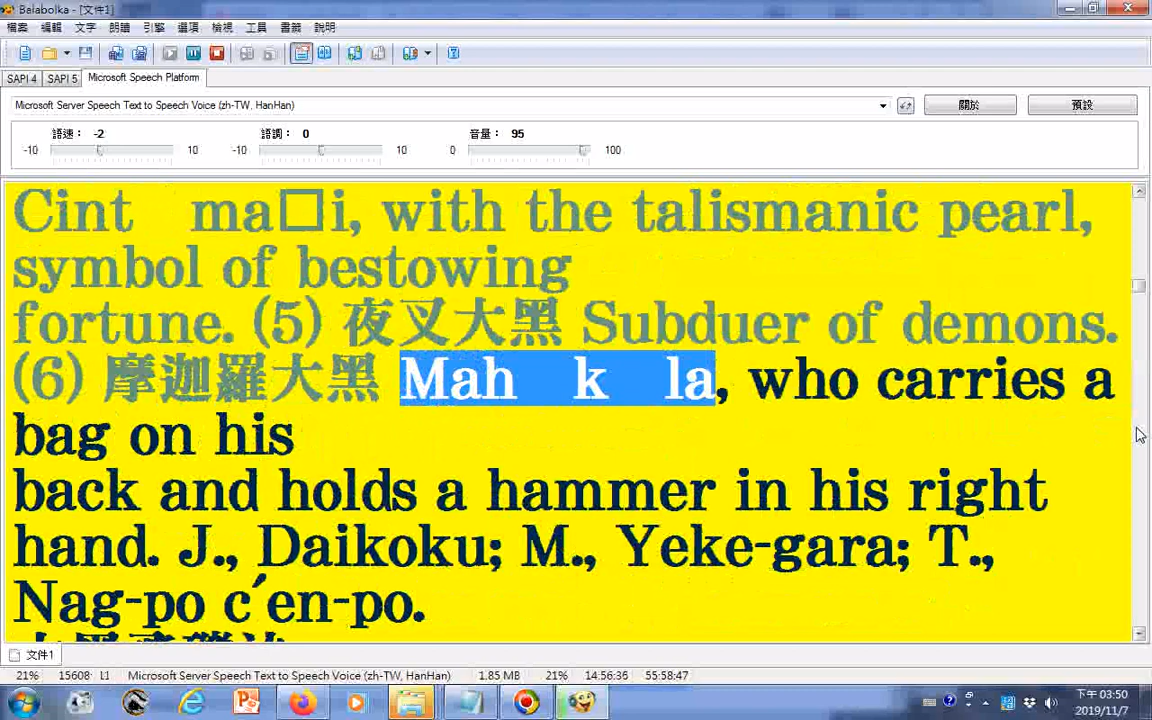 Balabolka - [文件1]
檔案 編輯 文字 朗讀 引擎 選項 檢視 工具 書籤 說明
SAPI 4 SAPI 5 Microsoft Speech Platform
Microsoft Server Speech Text to Speech Voice (zh-TW, HanHan) 關於 預設
語速： -2 語調： 0 音量： 95
-10 10 -10 10 0 100
Cint ma□i, with the talismanic pearl,
symbol of bestowing
fortune. (5) 夜叉大黑 Subduer of demons.
(6) 摩迦羅大黑 Mah k la, who carries a
bag on his
back and holds a hammer in his right
hand. J., Daikoku; M., Yeke-gara; T.,
Nag-po c′en-po.
文件1
21% 15608: 11 Microsoft Server Speech Text to Speech Voice (zh-TW, HanHan) 1.85 MB 21% 14:56:36 55:58:47
下午 03:50
2019/11/7